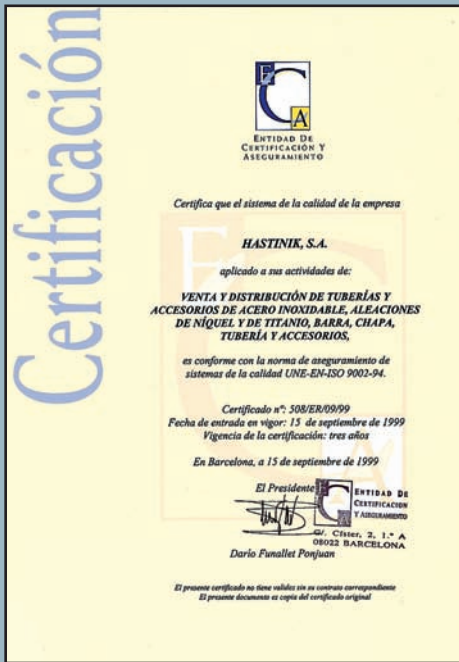 Certificación
E C A
ENTIDAD DE
CERTIFICACIÓN Y
ASEGURAMIENTO
Certifica que el sistema de la calidad de la empresa
HASTINIK, S.A.
aplicado a sus actividades de:
VENTA Y DISTRIBUCIÓN DE TUBERÍAS Y
ACCESORIOS DE ACERO INOXIDABLE, ALEACIONES
DE NÍQUEL Y DE TITANIO, BARRA, CHAPA,
TUBERÍA Y ACCESORIOS,
es conforme con la norma de aseguramiento de
sistemas de la calidad UNE-EN-ISO 9002-94.
Certificado nº: 508/ER/09/99
Fecha de entrada en vigor: 15 de septiembre de 1999
Vigencia de la certificación: tres años
En Barcelona, a 15 de septiembre de 1999
El Presidente
ENTIDAD DE
CERTIFICACIÓN
Y ASEGURAMIENTO
C/. Císter, 2, 1.º A
08022 BARCELONA
Darío Funallet Ponjuan
El presente certificado no tiene validez sin su contrato correspondiente
El presente documento es copia del certificado original